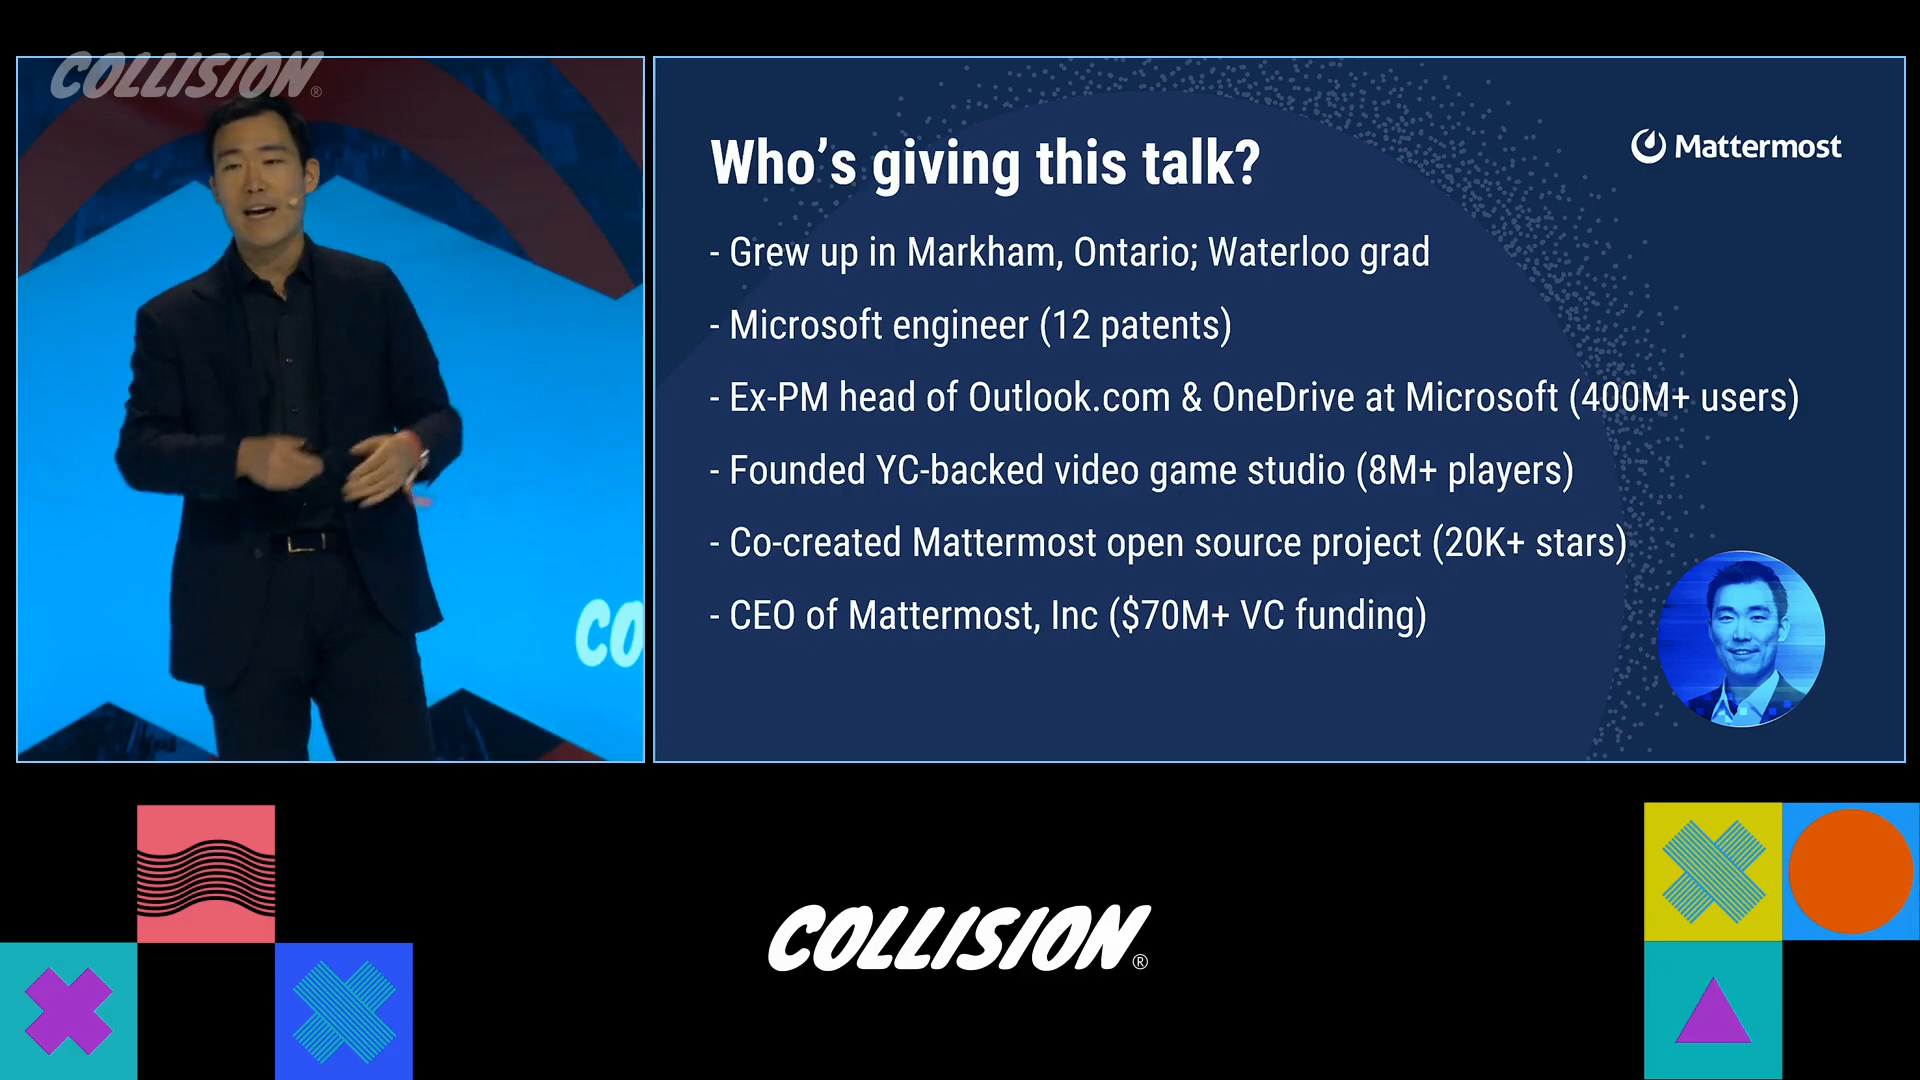 COLLISION®
Who’s giving this talk?
Mattermost
- Grew up in Markham, Ontario; Waterloo grad
- Microsoft engineer (12 patents)
- Ex-PM head of Outlook.com & OneDrive at Microsoft (400M+ users)
- Founded YC-backed video game studio (8M+ players)
- Co-created Mattermost open source project (20K+ stars)
- CEO of Mattermost, Inc ($70M+ VC funding)
CO
COLLISION®